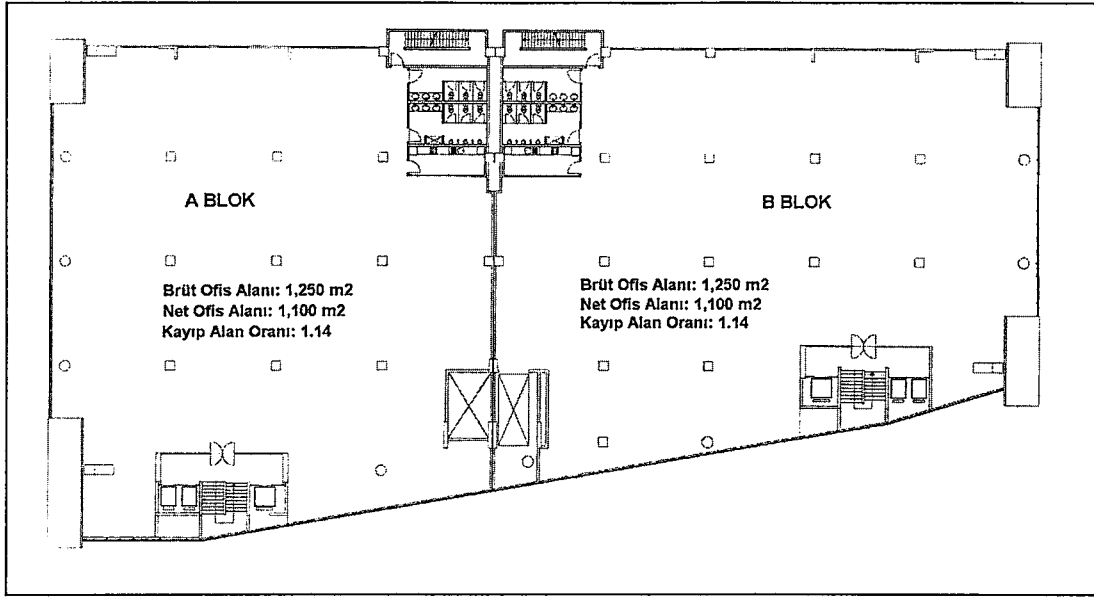 A BLOK
Brüt Ofis Alanı: 1,250 m2
Net Ofis Alanı: 1,100 m2
Kayıp Alan Oranı: 1.14
B BLOK
Brüt Ofis Alanı: 1,250 m2
Net Ofis Alanı: 1,100 m2
Kayıp Alan Oranı: 1.14